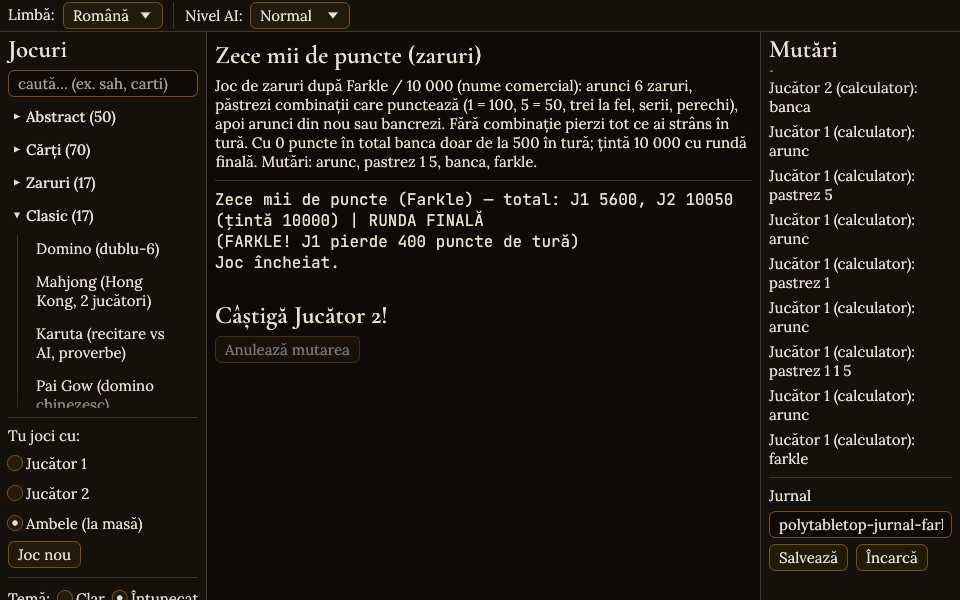 Limbă: Română ▼ Nivel AI: Normal ▼
Jocuri
caută... (ex. sah, carti)
▸ Abstract (50)
▸ Cărți (70)
▸ Zaruri (17)
▾ Clasic (17)
Domino (dublu-6)
Mahjong (Hong
Kong, 2 jucători)
Karuta (recitare vs
AI, proverbe)
Pai Gow (domino
chinezesc)
Tu joci cu:
Jucător 1
Jucător 2
Ambele (la masă)
Joc nou
Temă: Clar Întunecat
Zece mii de puncte (zaruri)
Joc de zaruri după Farkle / 10 000 (nume comercial): arunci 6 zaruri,
păstrezi combinații care punctează (1 = 100, 5 = 50, trei la fel, serii, perechi),
apoi arunci din nou sau bancrezi. Fără combinație pierzi tot ce ai strâns în
tură. Cu 0 puncte în total banca doar de la 500 în tură; țintă 10 000 cu rundă
finală. Mutări: arunc, pastrez 1 5, banca, farkle.
Zece mii de puncte (Farkle) — total: J1 5600, J2 10050
(țintă 10000) | RUNDA FINALĂ
(FARKLE! J1 pierde 400 puncte de tură)
Joc încheiat.
Câștigă Jucător 2!
Anulează mutarea
Mutări
Jucător 2 (calculator):
banca
Jucător 1 (calculator):
arunc
Jucător 1 (calculator):
pastrez 5
Jucător 1 (calculator):
arunc
Jucător 1 (calculator):
pastrez 1
Jucător 1 (calculator):
arunc
Jucător 1 (calculator):
pastrez 1 1 5
Jucător 1 (calculator):
arunc
Jucător 1 (calculator):
farkle
Jurnal
polytabletop-jurnal-farl
Salvează Încarcă